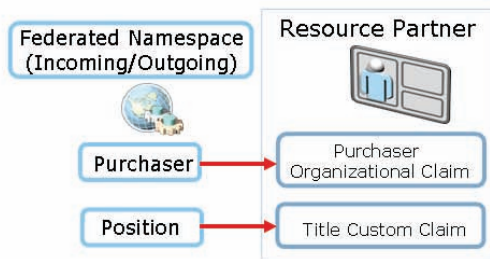 Federated Namespace
(Incoming/Outgoing)
Resource Partner
Purchaser
Purchaser
Organizational Claim
Position
Title Custom Claim